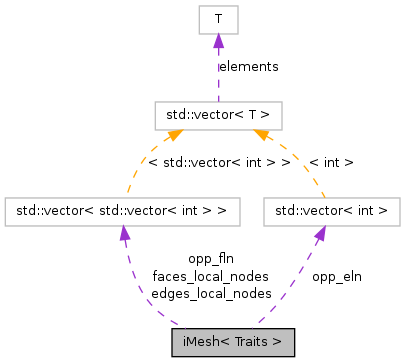 T
elements
std::vector< T >
< std::vector< int > >
< int >
std::vector< std::vector< int > >
std::vector< int >
opp_fln
faces_local_nodes
edges_local_nodes
opp_eln
iMesh< Traits >